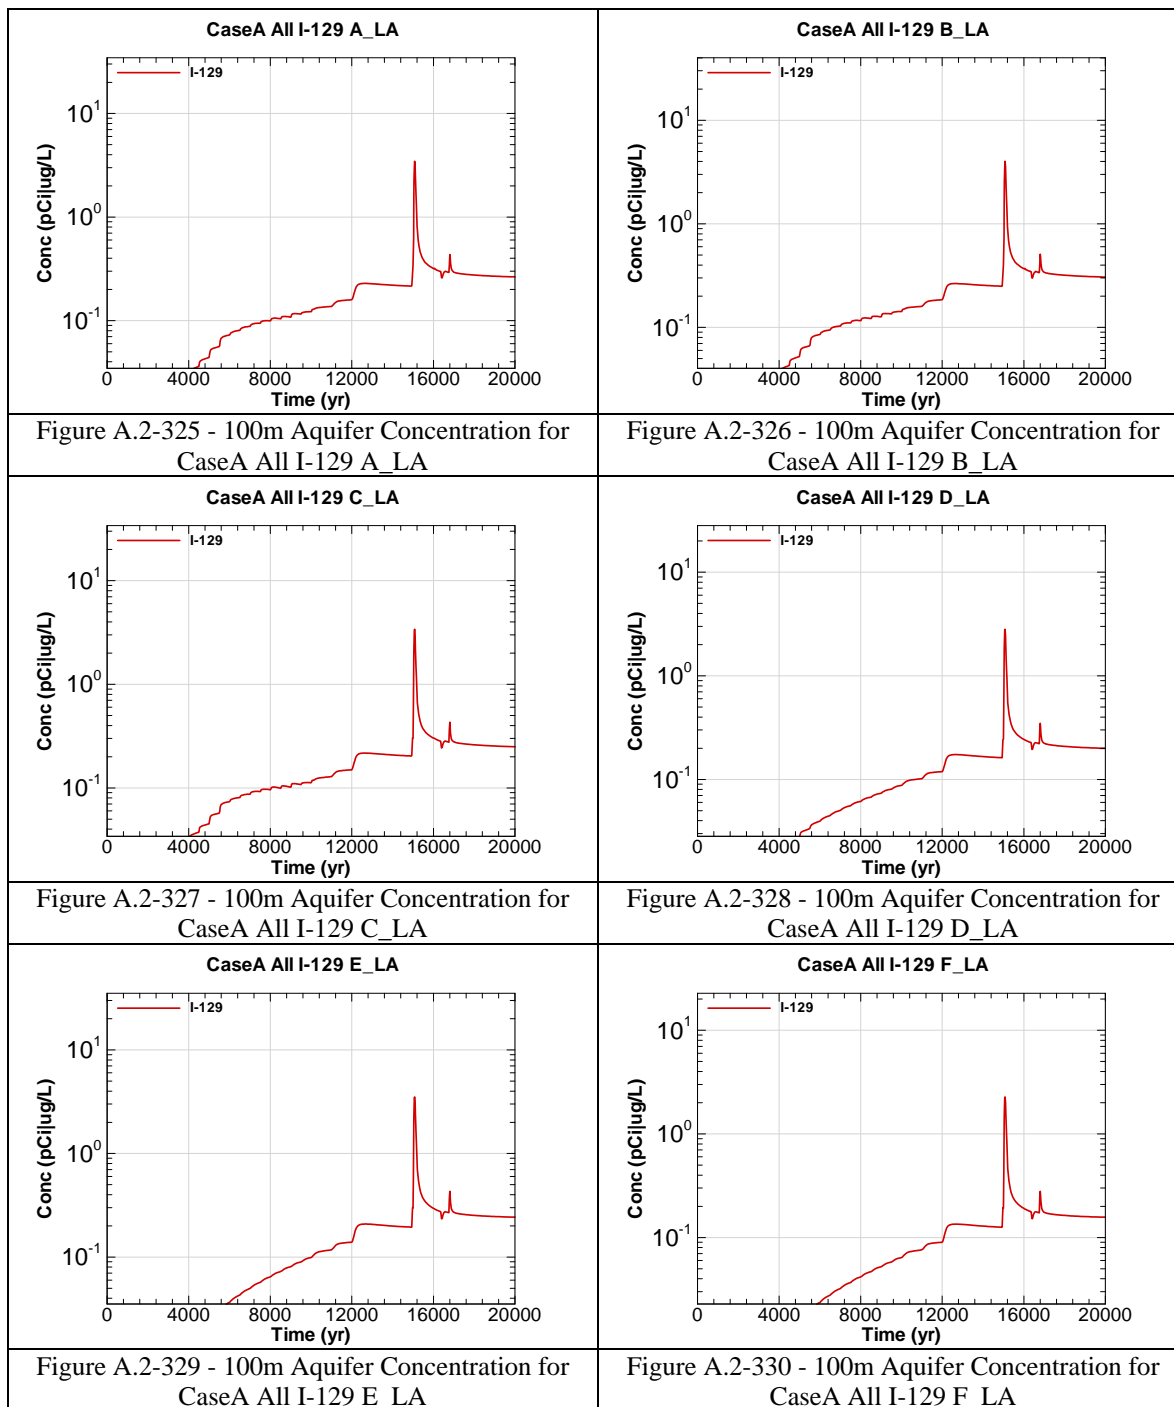 CaseA All I-129 A_LA
I-129
Conc (pCi|ug/L)
10^1
10^0
10^-1
0 4000 8000 12000 16000 20000
Time (yr)
Figure A.2-325 - 100m Aquifer Concentration for
CaseA All I-129 A_LA
CaseA All I-129 B_LA
I-129
Conc (pCi|ug/L)
10^1
10^0
10^-1
0 4000 8000 12000 16000 20000
Time (yr)
Figure A.2-326 - 100m Aquifer Concentration for
CaseA All I-129 B_LA
CaseA All I-129 C_LA
I-129
Conc (pCi|ug/L)
10^1
10^0
10^-1
0 4000 8000 12000 16000 20000
Time (yr)
Figure A.2-327 - 100m Aquifer Concentration for
CaseA All I-129 C_LA
CaseA All I-129 D_LA
I-129
Conc (pCi|ug/L)
10^1
10^0
10^-1
0 4000 8000 12000 16000 20000
Time (yr)
Figure A.2-328 - 100m Aquifer Concentration for
CaseA All I-129 D_LA
CaseA All I-129 E_LA
I-129
Conc (pCi|ug/L)
10^1
10^0
10^-1
0 4000 8000 12000 16000 20000
Time (yr)
Figure A.2-329 - 100m Aquifer Concentration for
CaseA All I-129 E_LA
CaseA All I-129 F_LA
I-129
Conc (pCi|ug/L)
10^1
10^0
10^-1
0 4000 8000 12000 16000 20000
Time (yr)
Figure A.2-330 - 100m Aquifer Concentration for
CaseA All I-129 F_LA